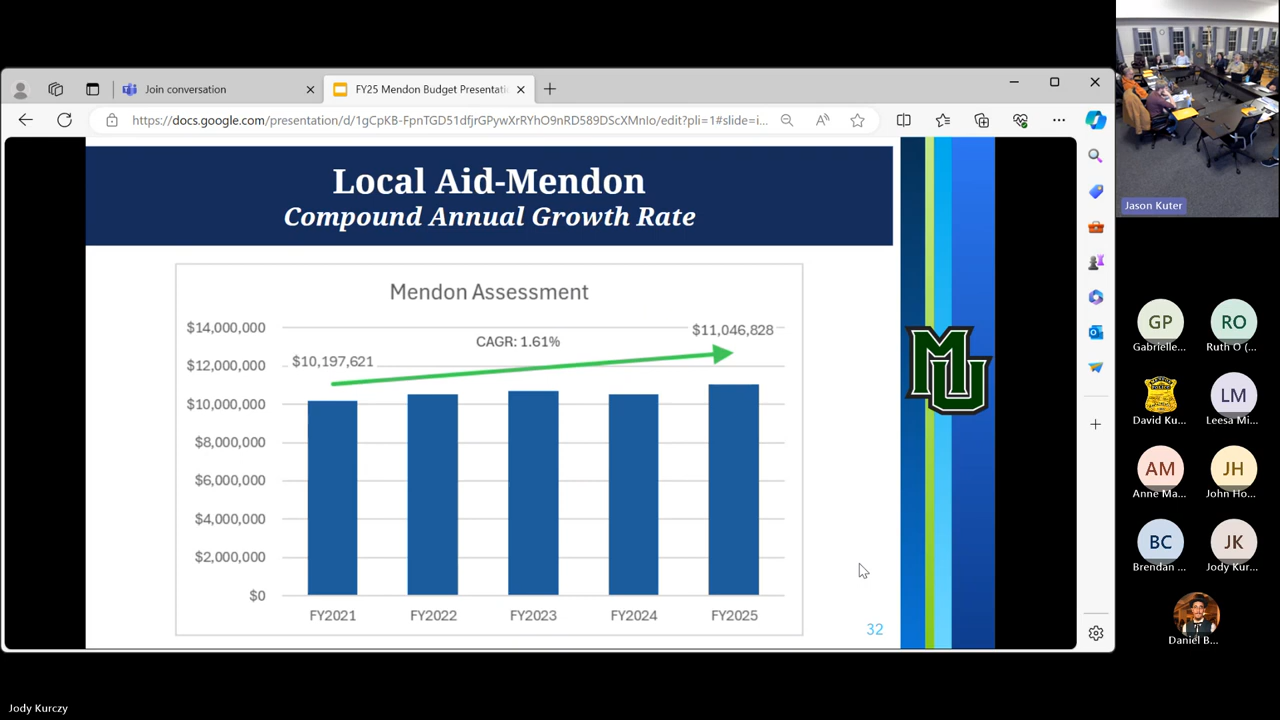 Join conversation
FY25 Mendon Budget Presentati
https://docs.google.com/presentation/d/1gCpKB-FpnTGD51dfjrGPywXrRYhO9nRD589DScXMnIo/edit?pli=1#slide=i...
Local Aid-Mendon
Compound Annual Growth Rate
Mendon Assessment
$14,000,000
$12,000,000
$10,000,000
$8,000,000
$6,000,000
$4,000,000
$2,000,000
$0
$10,197,621
CAGR: 1.61%
$11,046,828
FY2021
FY2022
FY2023
FY2024
FY2025
32
MU
Jason Kuter
GP
Gabrielle...
RO
Ruth O (...
David Ku...
LM
Leesa Mi...
AM
Anne Ma...
JH
John Ho...
BC
Brendan ...
JK
Jody Kur...
Daniel B...
Jody Kurczy